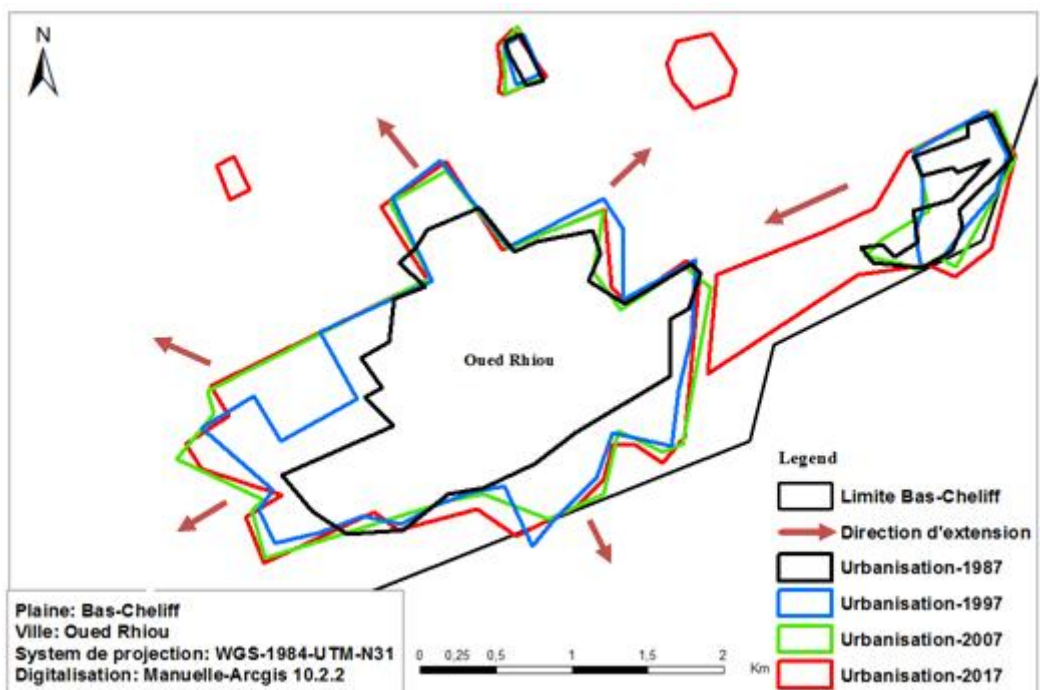 N
Oued Rhiou
Legend
Limite Bas-Cheliff
Direction d'extension
Urbanisation-1987
Urbanisation-1997
Urbanisation-2007
Urbanisation-2017
Plaine: Bas-Cheliff
Ville: Oued Rhiou
System de projection: WGS-1984-UTM-N31
Digitalisation: Manuelle-Arcgis 10.2.2
0 0,25 0,5 1 1,5 2
Km